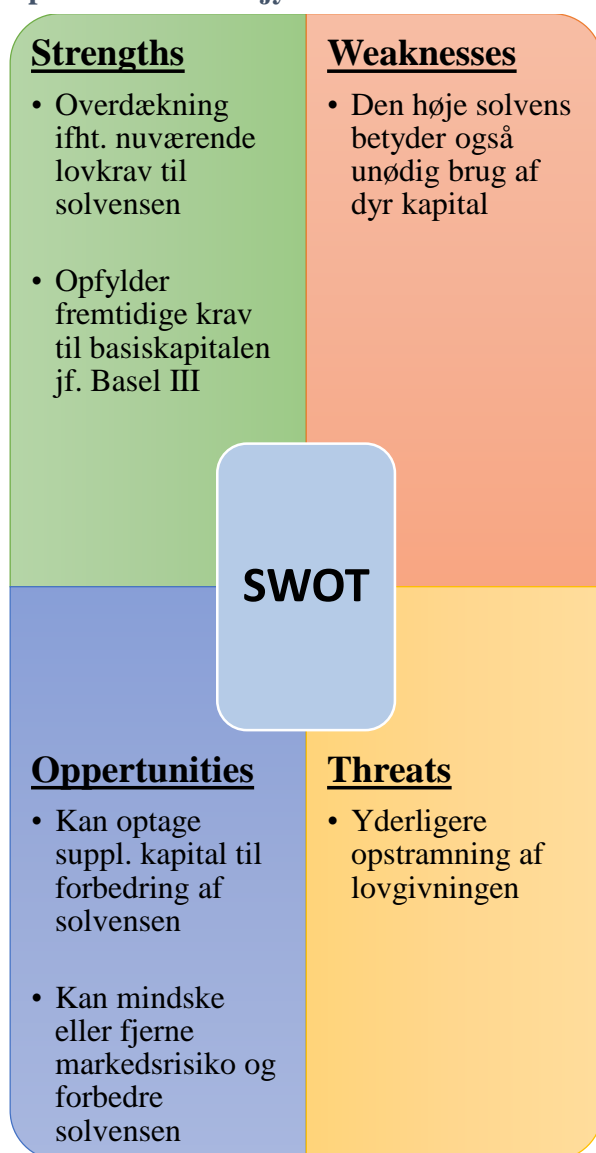 Strengths
• Overdækning
ifht. nuværende
lovkrav til
solvensen
• Opfylder
fremtidige krav
til basiskapitalen
jf. Basel III
Weaknesses
• Den høje solvens
betyder også
unødig brug af
dyr kapital
SWOT
Oppertunities
• Kan optage
suppl. kapital til
forbedring af
solvensen
• Kan mindske
eller fjerne
markedsrisiko og
forbedre
solvensen
Threats
• Yderligere
opstramning af
lovgivningen